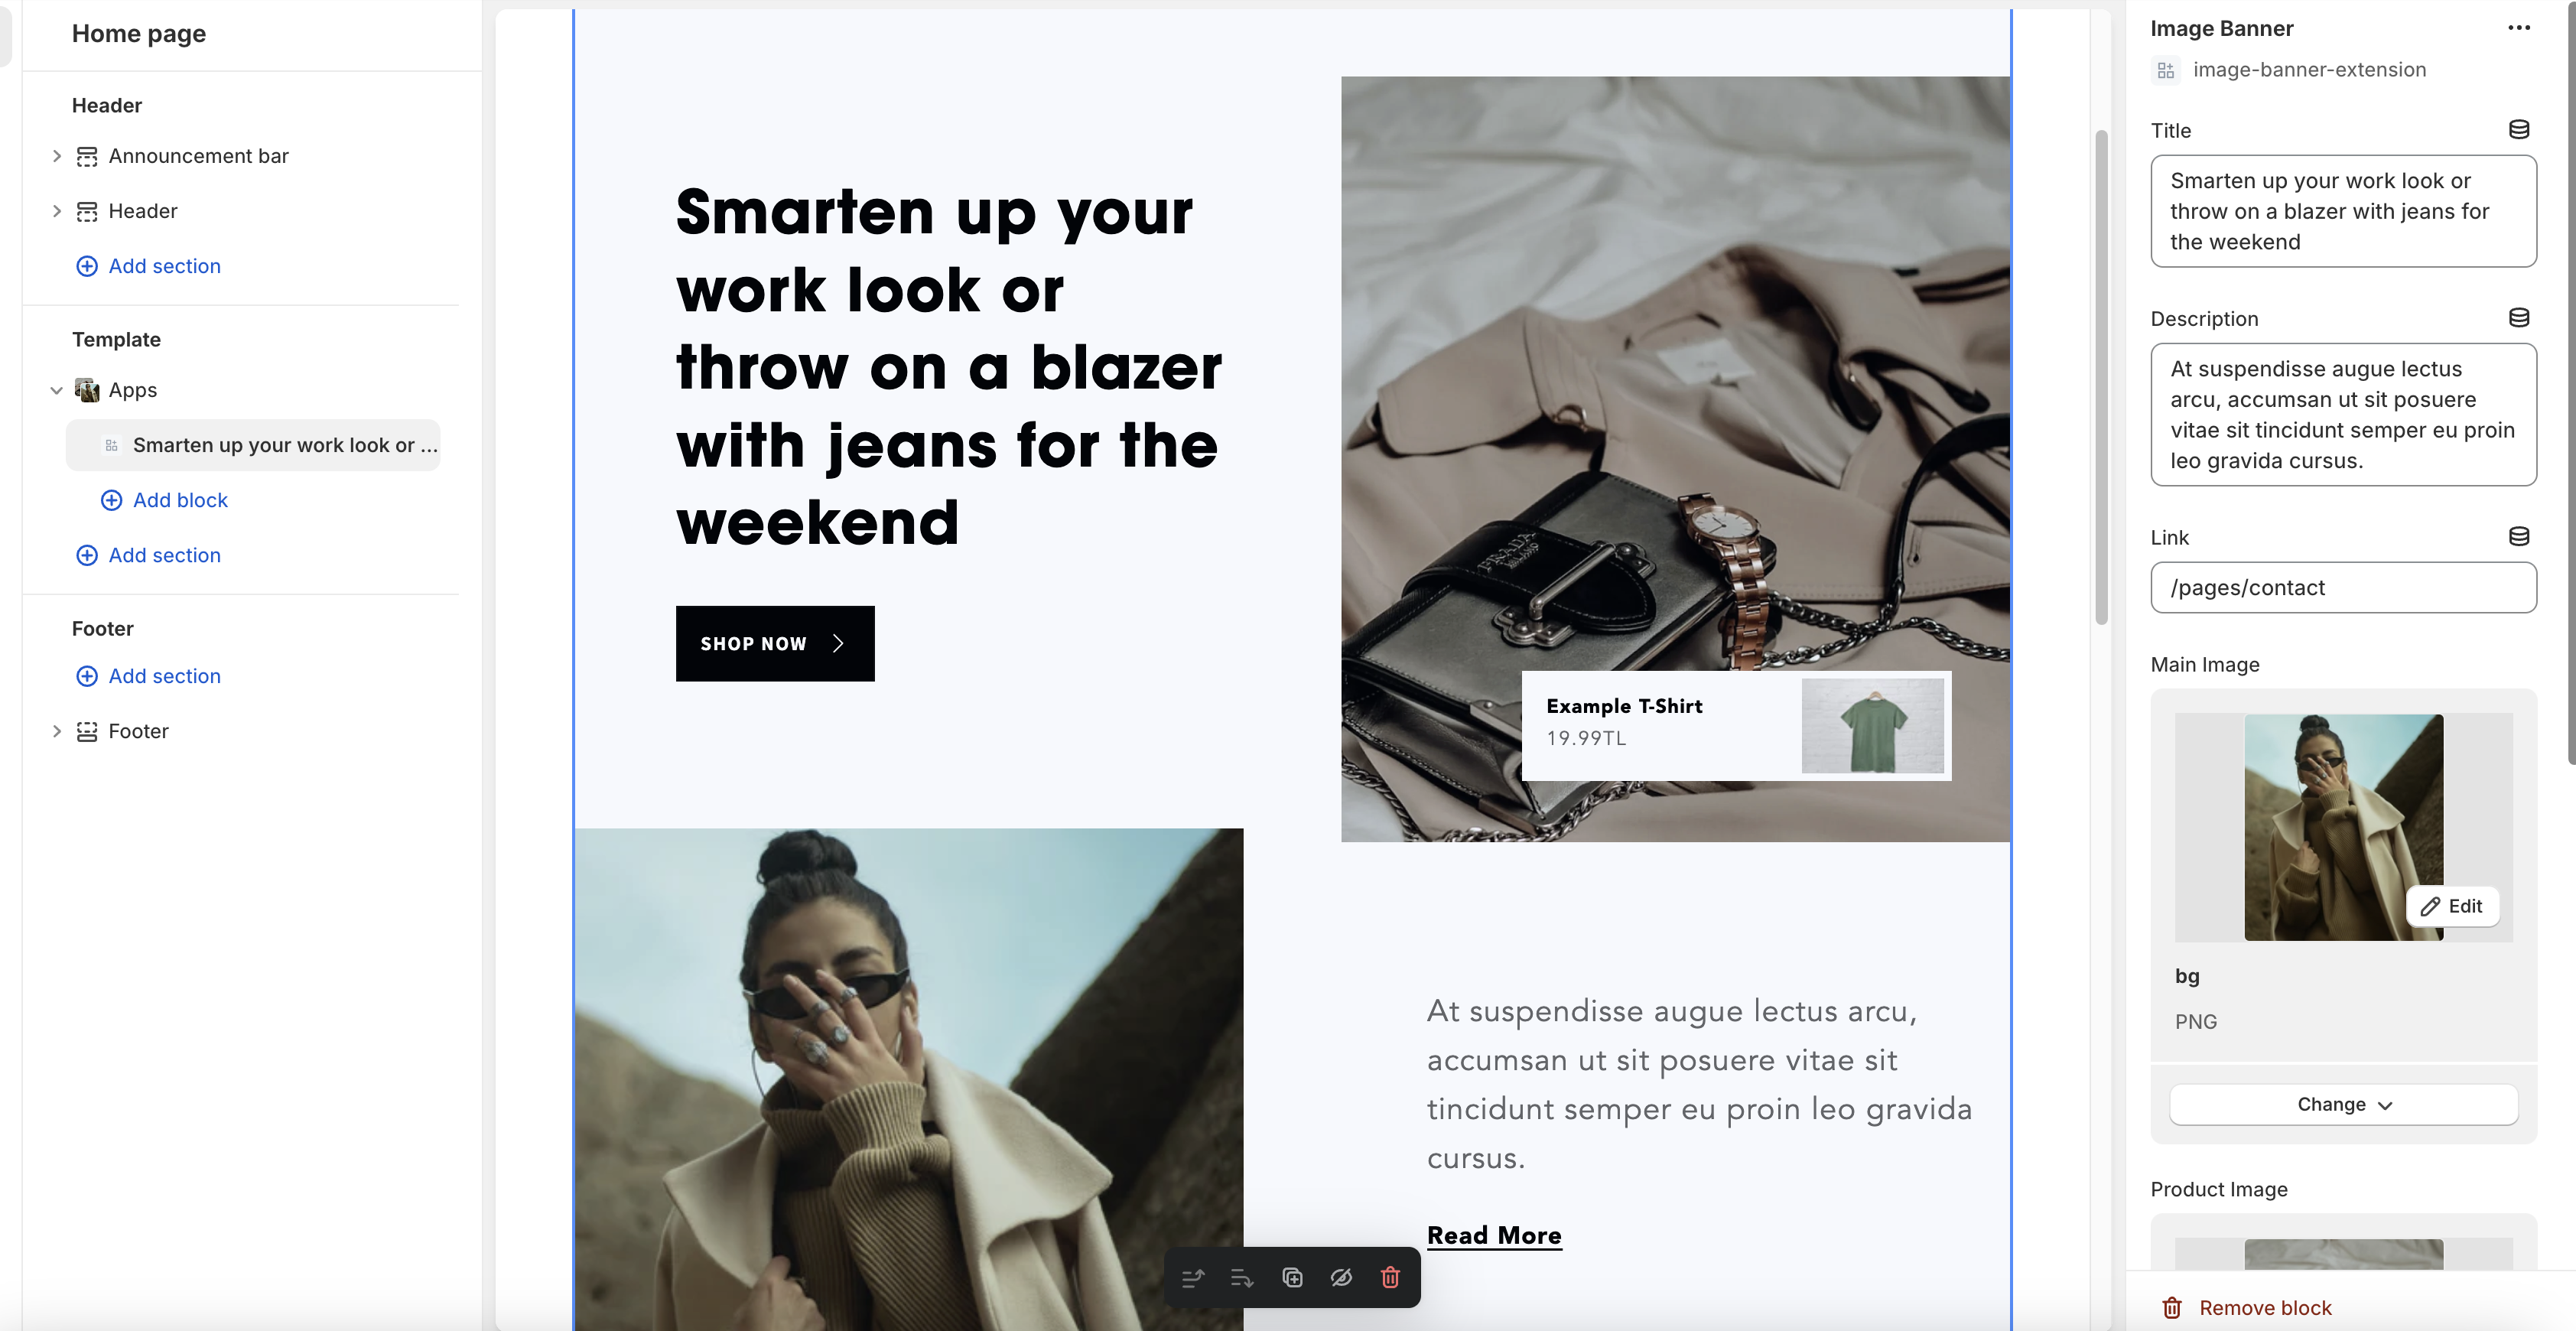 Home page
Header
Announcement bar
Header
Add section
Template
Apps
Smarten up your work look or ...
Add block
Add section
Footer
Add section
Footer
Smarten up your
work look or
throw on a blazer
with jeans for the
weekend
SHOP NOW
PRADA
MILANO
Example T-Shirt
19.99TL
At suspendisse augue lectus arcu,
accumsan ut sit posuere vitae sit
tincidunt semper eu proin leo gravida
cursus.
Read More
Image Banner
image-banner-extension
Title
Smarten up your work look or
throw on a blazer with jeans for
the weekend
Description
At suspendisse augue lectus
arcu, accumsan ut sit posuere
vitae sit tincidunt semper eu proin
leo gravida cursus.
Link
/pages/contact
Main Image
Edit
bg
PNG
Change
Product Image
Remove block